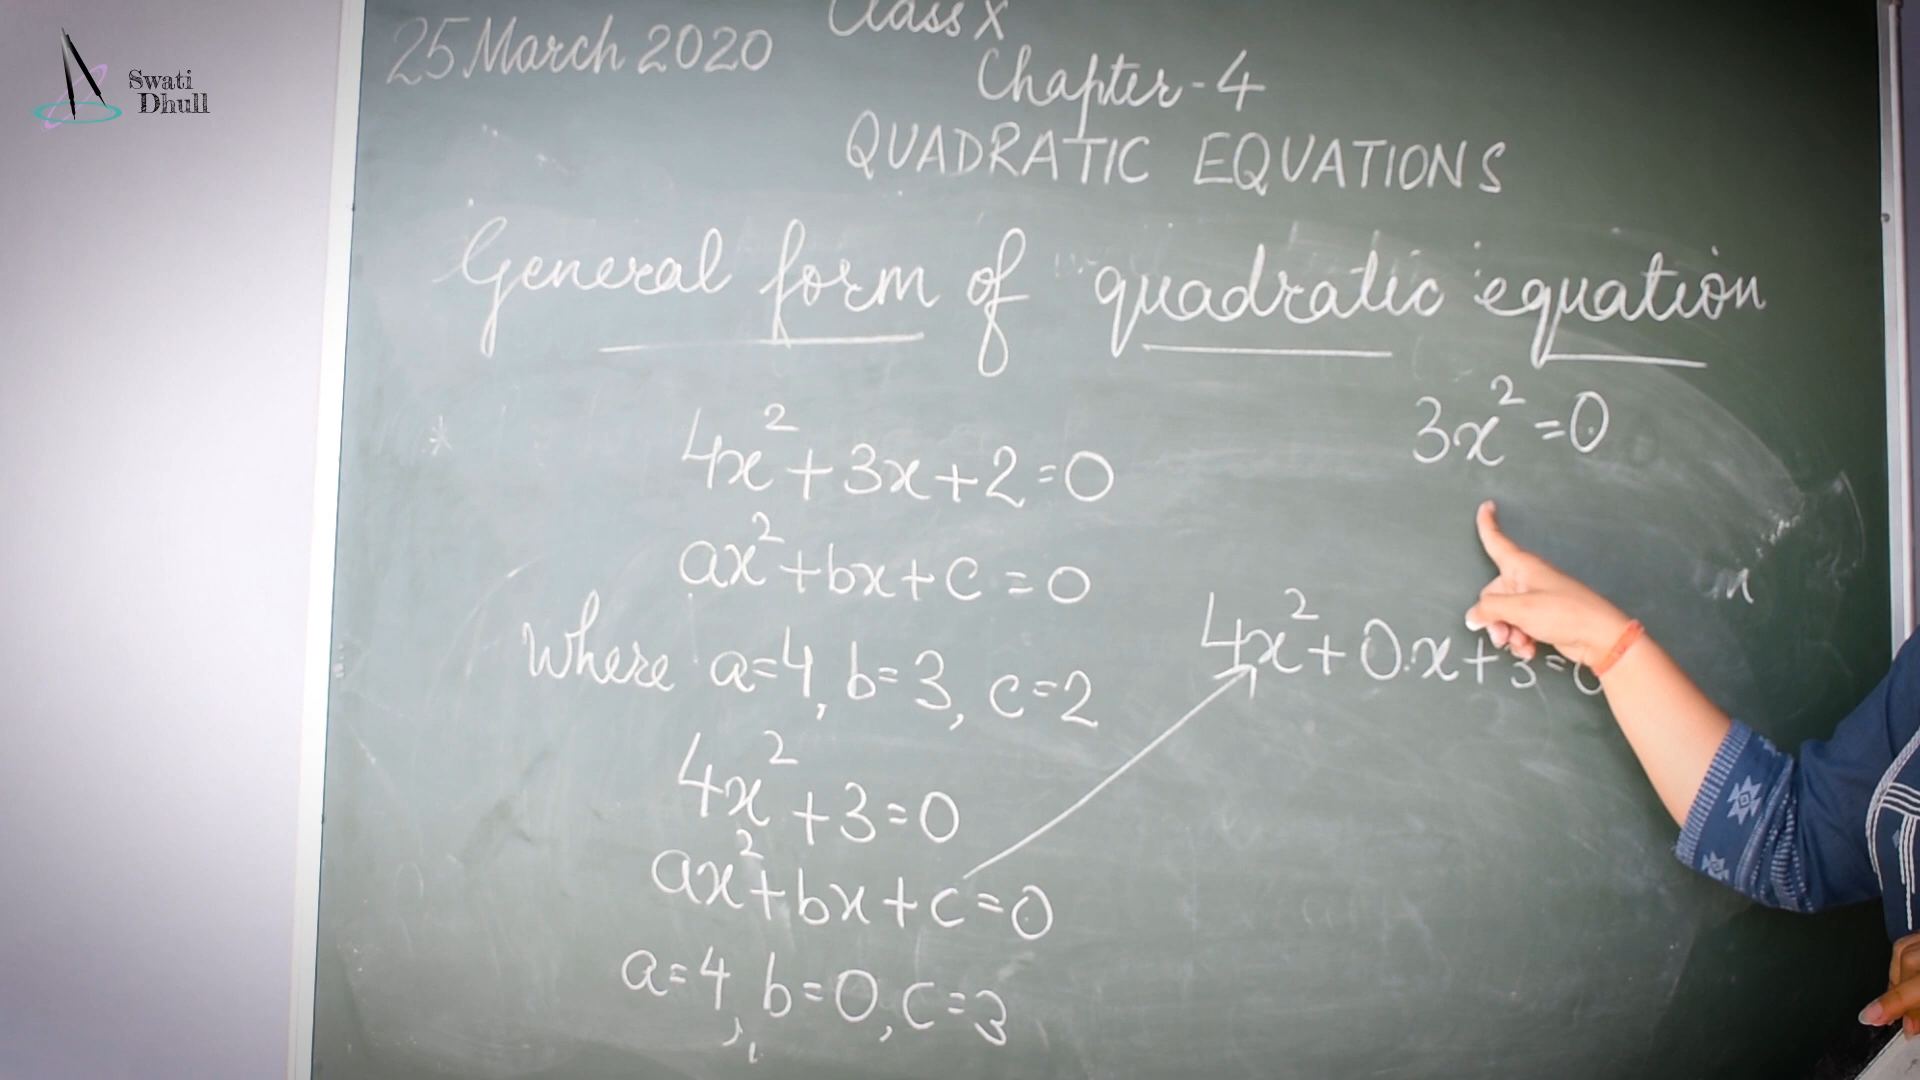 Swati
Dhull
25 March 2020
Class X
Chapter-4
QUADRATIC EQUATIONS
General form of quadratic equation
4x²+3x+2=0
ax²+bx+c=0
Where a=4, b=3, c=2
4x²+3=0
ax²+bx+c=0
a=4, b=0, c=3
3x²=0
4x²+0.x+3=0